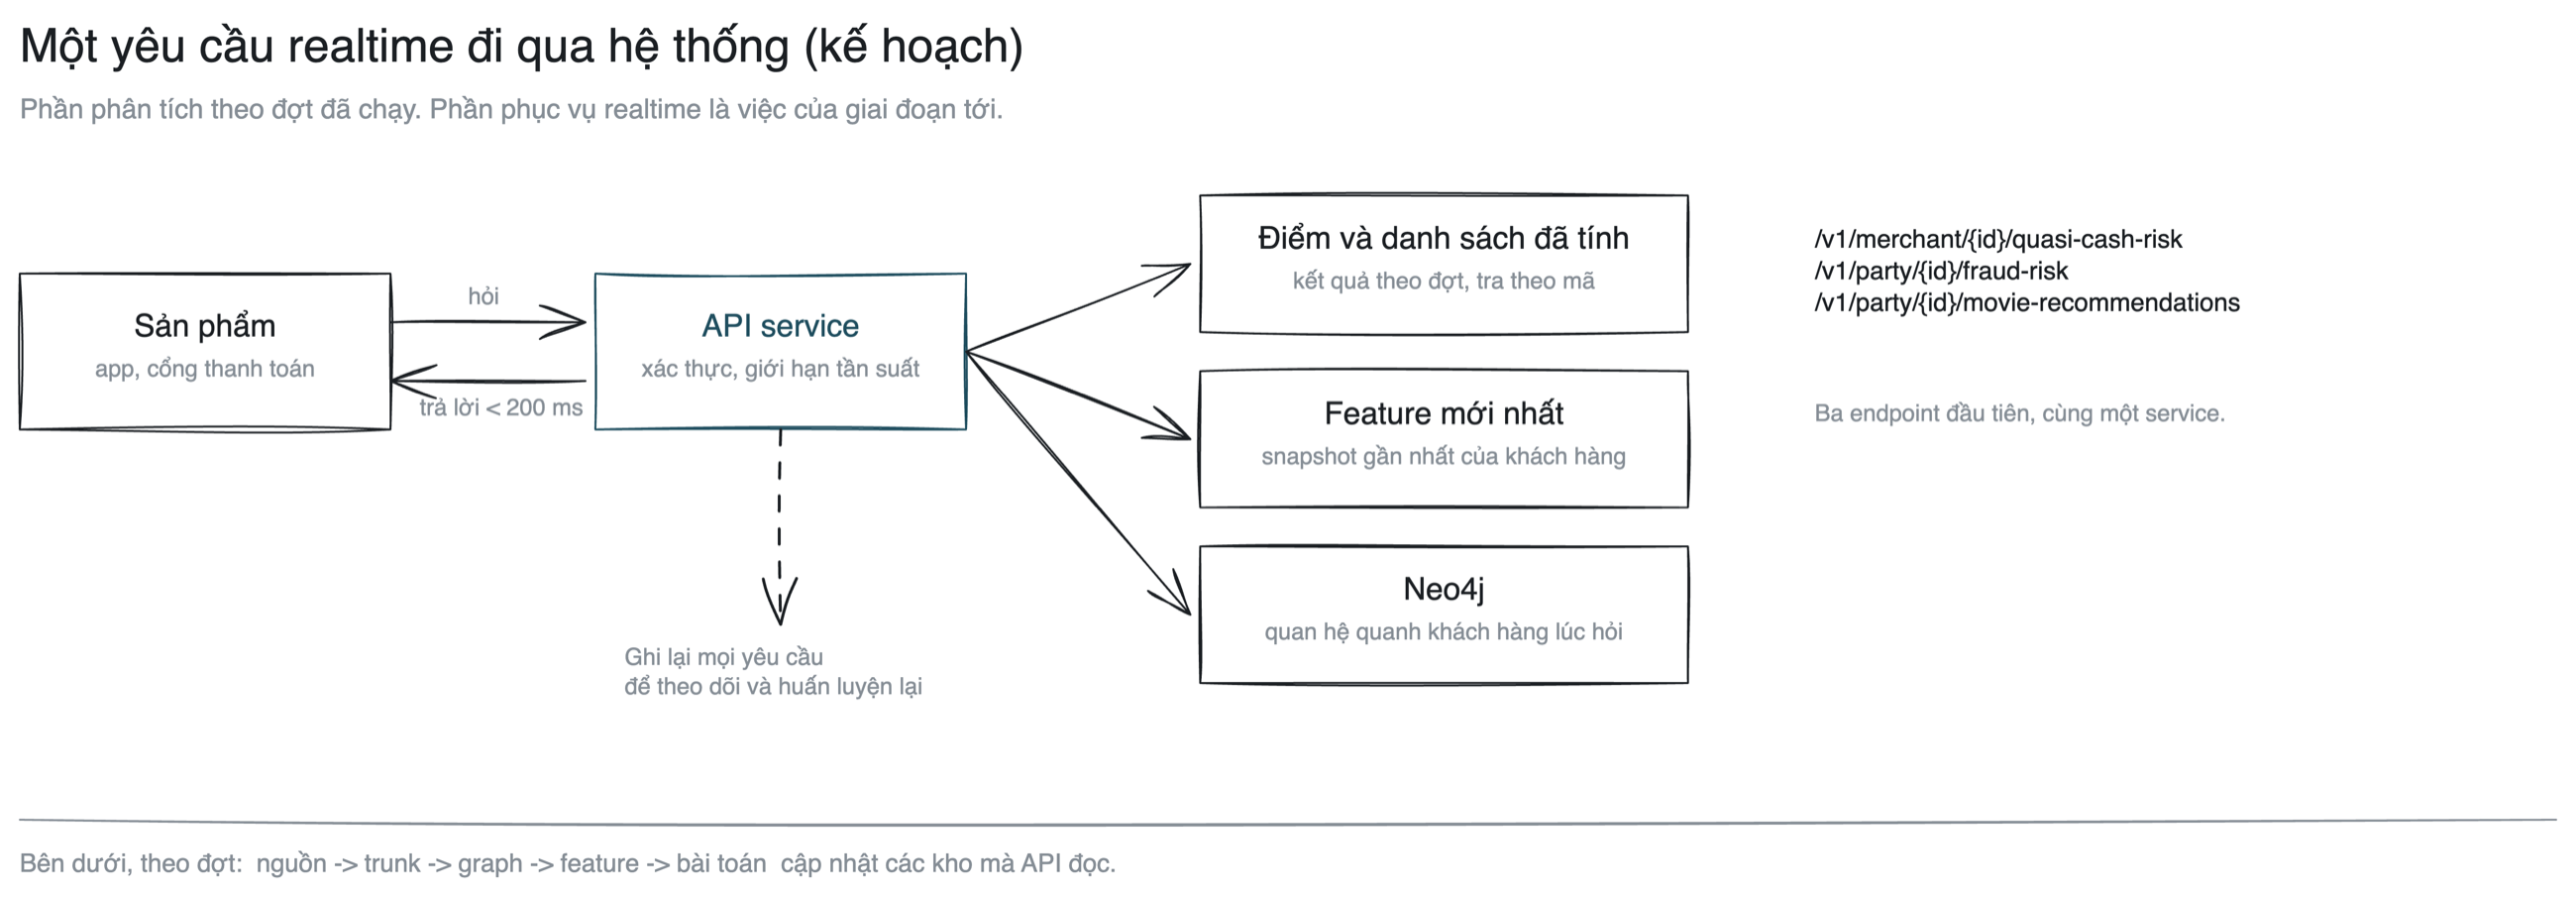 Một yêu cầu realtime đi qua hệ thống (kế hoạch)
Phần phân tích theo đợt đã chạy. Phần phục vụ realtime là việc của giai đoạn tới.
Sản phẩm
app, cổng thanh toán
hỏi
trả lời < 200 ms
API service
xác thực, giới hạn tần suất
Ghi lại mọi yêu cầu
để theo dõi và huấn luyện lại
Điểm và danh sách đã tính
kết quả theo đợt, tra theo mã
Feature mới nhất
snapshot gần nhất của khách hàng
Neo4j
quan hệ quanh khách hàng lúc hỏi
/v1/merchant/{id}/quasi-cash-risk
/v1/party/{id}/fraud-risk
/v1/party/{id}/movie-recommendations
Ba endpoint đầu tiên, cùng một service.
Bên dưới, theo đợt:  nguồn -> trunk -> graph -> feature -> bài toán  cập nhật các kho mà API đọc.